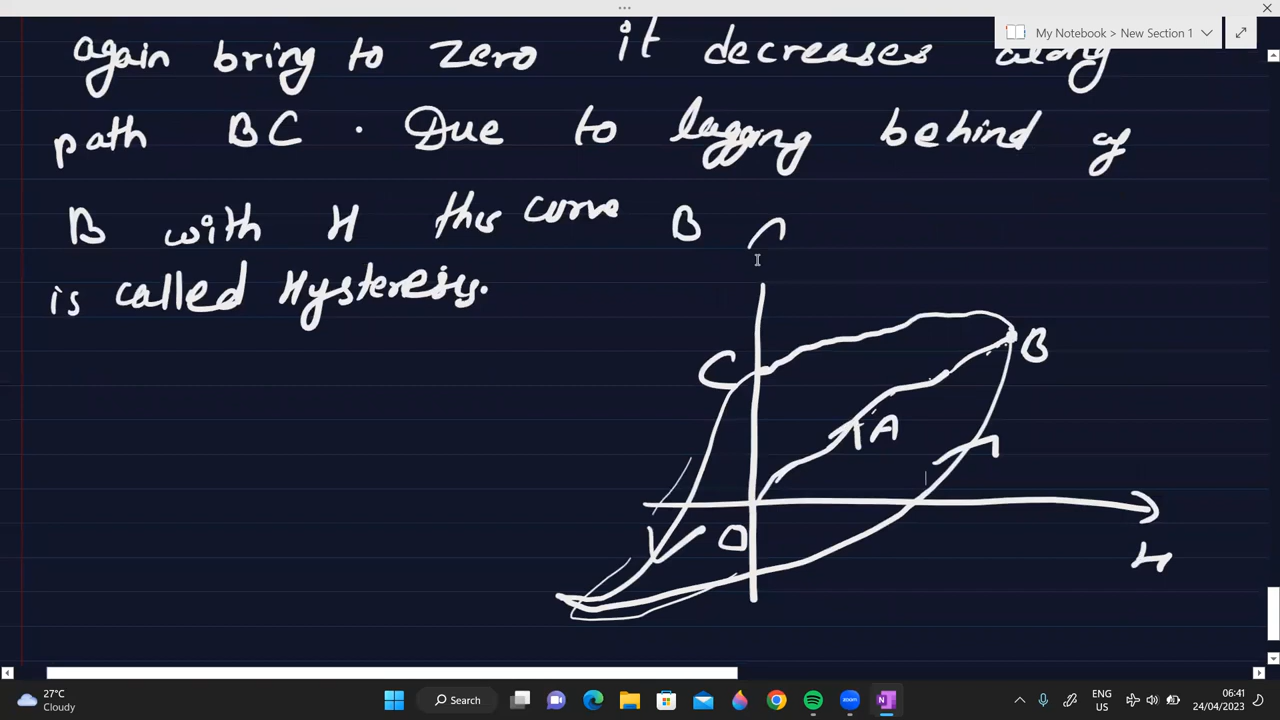 My Notebook > New Section 1
again bring to zero it decreases along
path BC . Due to lagging behind of
B with H this curve B
is called Hysteresis.
C
B
A
O
H
27°C
Cloudy
Search
zoom
ENG
US
06:41
24/04/2023